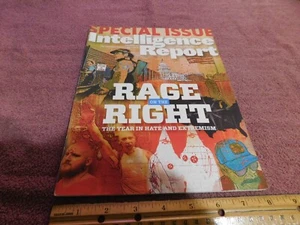 SPECIAL ISSUE
Intelligence
Report
RAGE
ON THE
RIGHT
THE YEAR IN HATE AND EXTREMISM